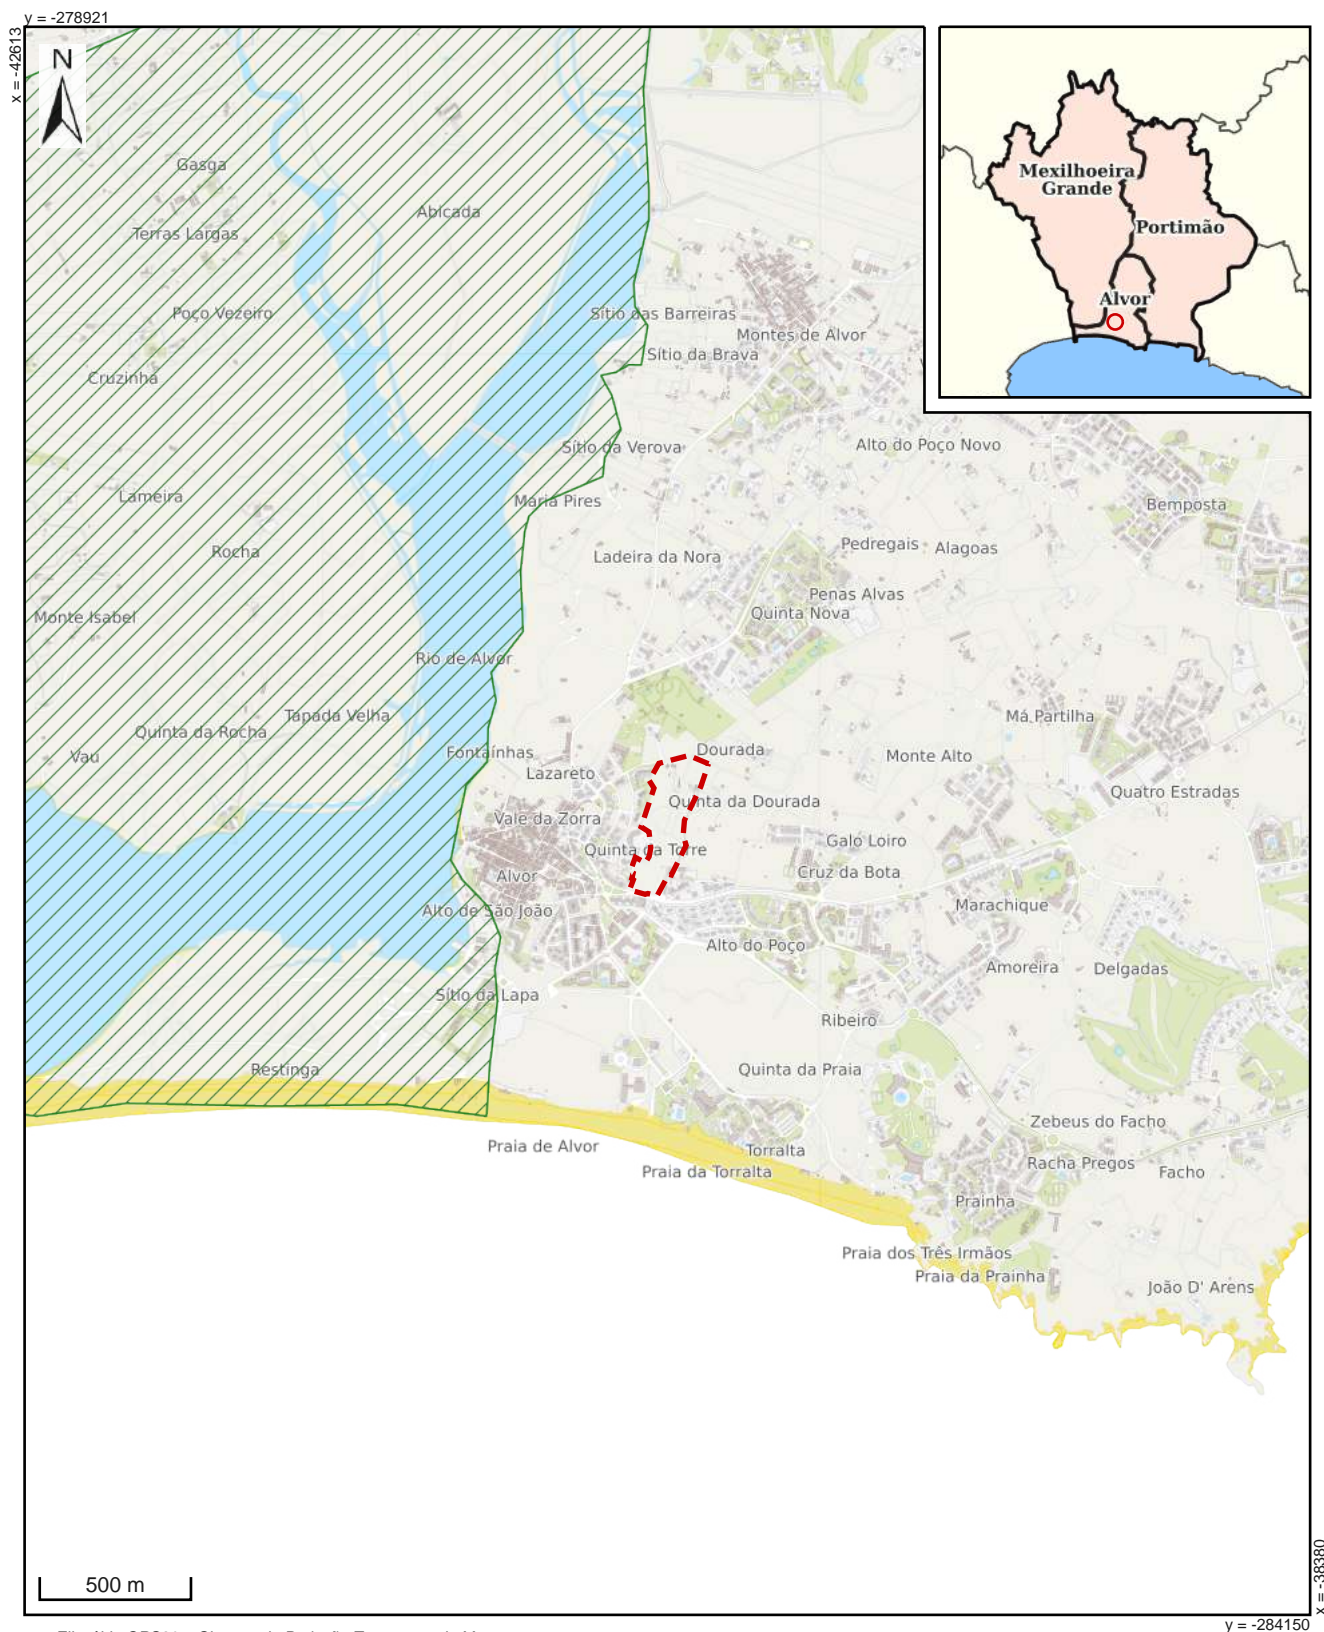 y = -278921
x = -42613
N
Mexilhoeira
Grande
Portimão
Alvor
Gasga
Abicada
Terras Largas
Poço Vezeiro
Sítio das Barreiras
Montes de Alvor
Sítio da Brava
Cruzinha
Sítio da Verova
Alto do Poço Novo
Lameira
Maria Pires
Bemposta
Rocha
Ladeira da Nora
Pedregais
Alagoas
Penas Alvas
Quinta Nova
Monte Isabel
Rio de Alvor
Tapada Velha
Má Partilha
Quinta da Rocha
Fontaínhas
Dourada
Vau
Monte Alto
Lazareto
Quatro Estradas
Quinta da Dourada
Vale da Zorra
Galo Loiro
Quinta da Torre
Cruz da Bota
Alvor
Marachique
Alto de São João
Alto do Poço
Amoreira
Delgadas
Sítio da Lapa
Ribeiro
Restinga
Quinta da Praia
Zebeus do Facho
Praia de Alvor
Torralta
Racha Pregos
Facho
Praia da Torralta
Prainha
Praia dos Três Irmãos
Praia da Prainha
João D' Arens
500 m
x = -38380
y = -284150